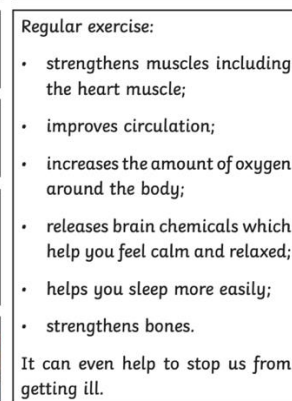 Regular exercise:
• strengthens muscles including
the heart muscle;
• improves circulation;
• increases the amount of oxygen
around the body;
• releases brain chemicals which
help you feel calm and relaxed;
• helps you sleep more easily;
• strengthens bones.
It can even help to stop us from
getting ill.